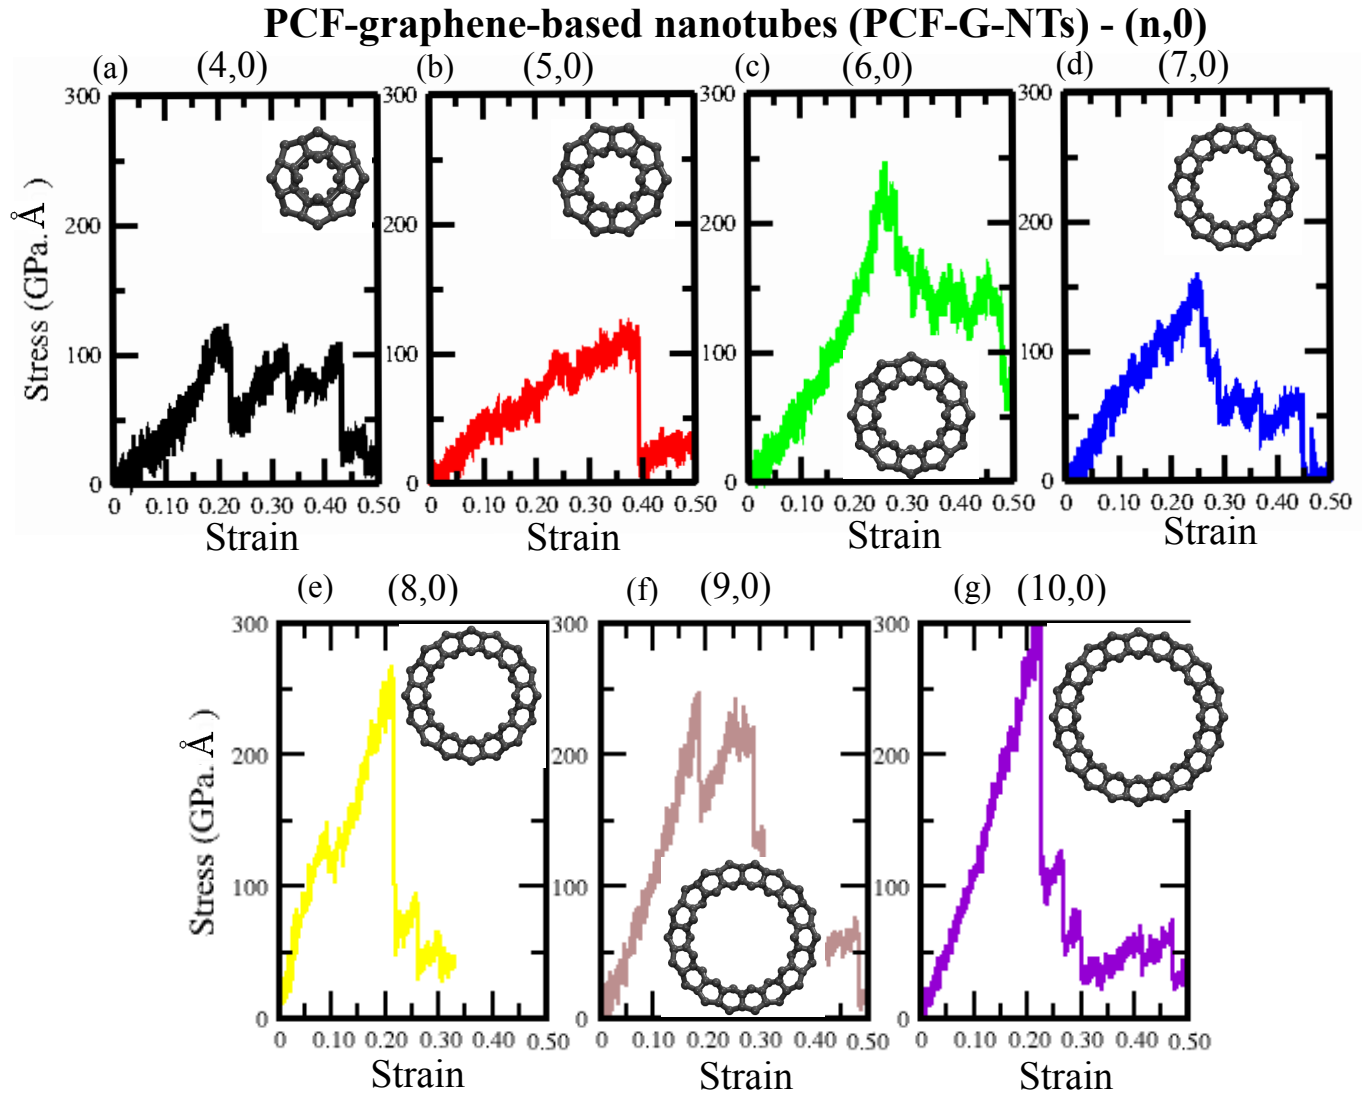 PCF-graphene-based nanotubes (PCF-G-NTs) - (n,0)
(a) (4,0) (b) (5,0) (c) (6,0) (d) (7,0)
300 300 300 300
200 200 200 200
100 100 100 100
0 0 0 0
Stress (GPa. Å )
0 0.10 0.20 0.30 0.40 0.50 0 0.10 0.20 0.30 0.40 0.50 0 0.10 0.20 0.30 0.40 0.50 0 0.10 0.20 0.30 0.40 0.50
Strain Strain Strain Strain
(e) (8,0) (f) (9,0) (g) (10,0)
300 300 300
200 200 200
100 100 100
0 0 0
Stress (GPa. Å )
0 0.10 0.20 0.30 0.40 0.50 0 0.10 0.20 0.30 0.40 0.50 0 0.10 0.20 0.30 0.40 0.50
Strain Strain Strain